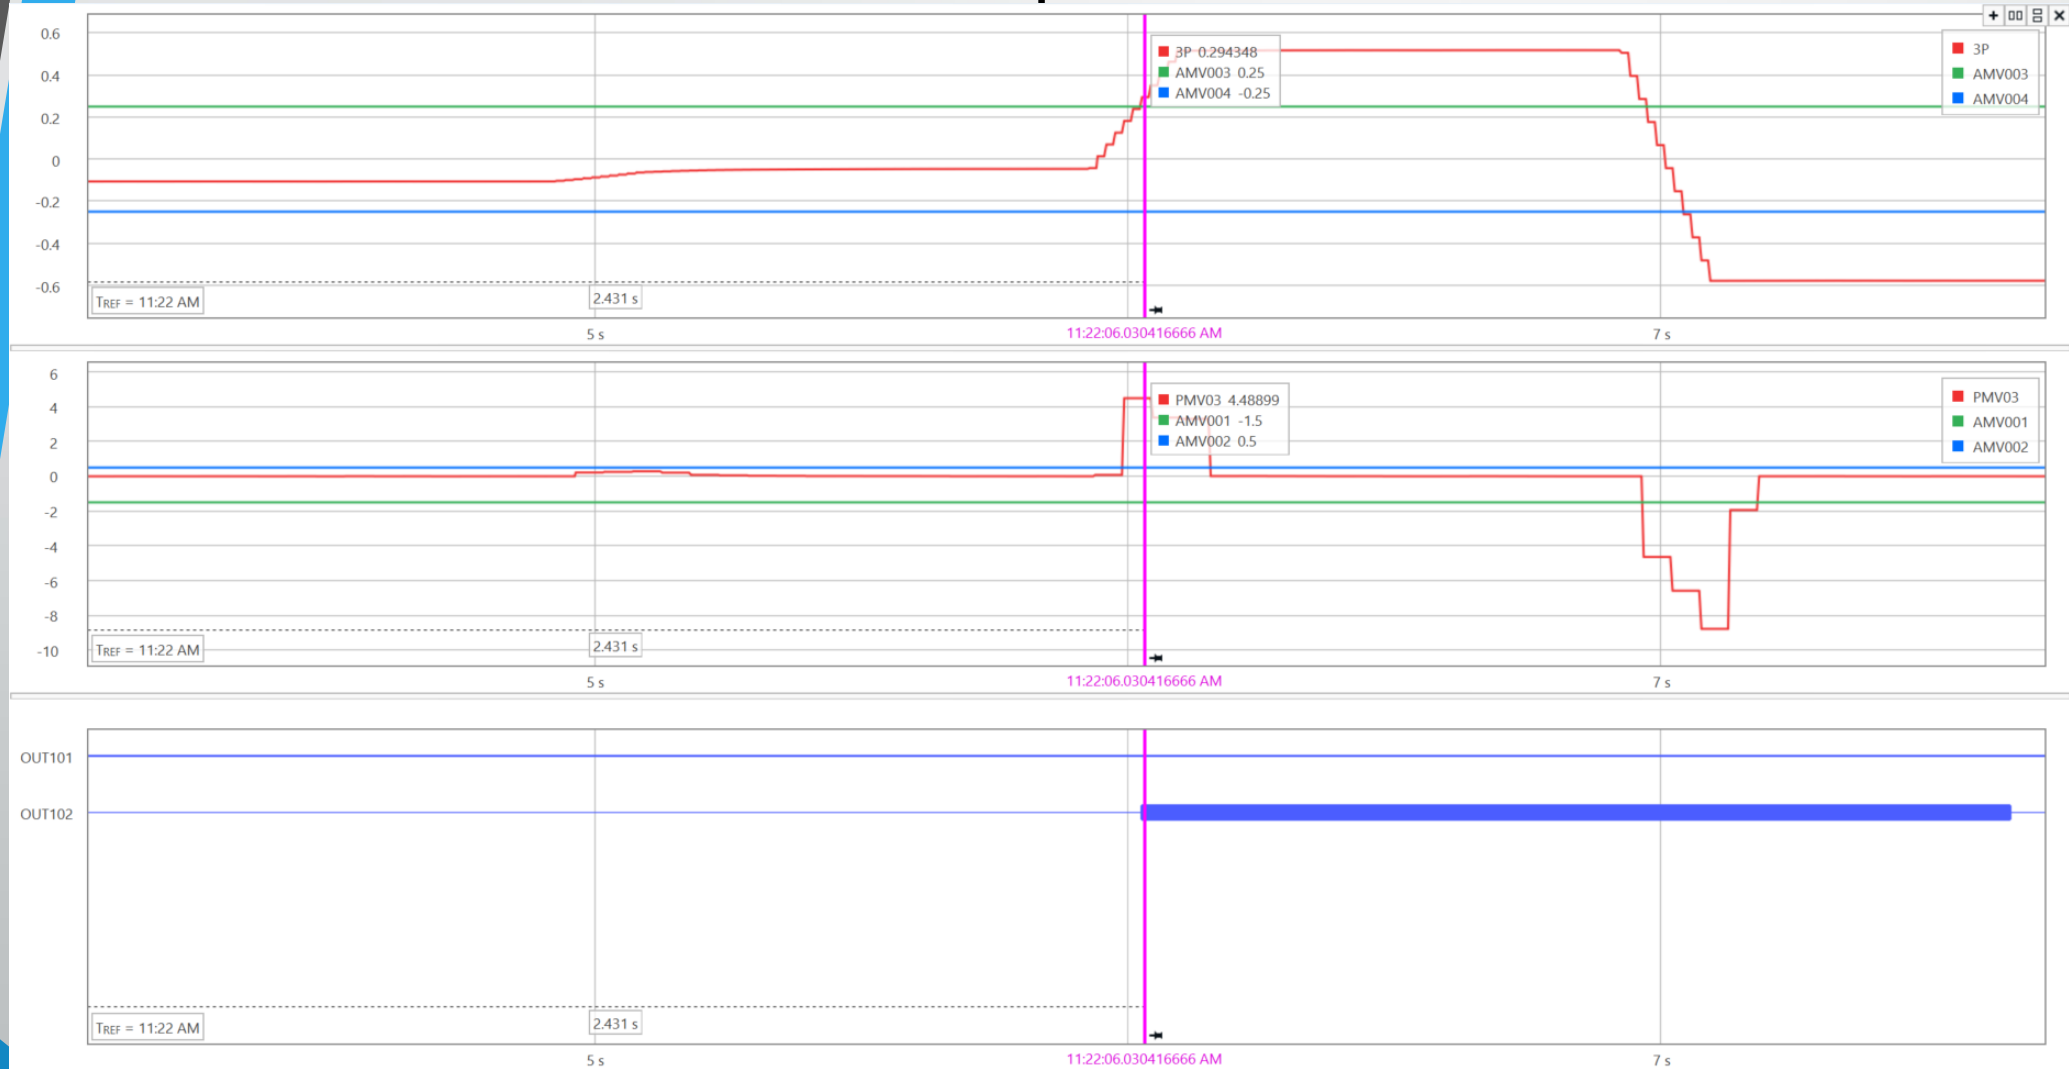 0.6
0.4
0.2
0
-0.2
-0.4
-0.6
3P 0.294348
AMV003 0.25
AMV004 -0.25
3P
AMV003
AMV004
TREF = 11:22 AM
2.431 s
5 s
11:22:06.030416666 AM
7 s
6
4
2
0
-2
-4
-6
-8
-10
PMV03 4.48899
AMV001 -1.5
AMV002 0.5
PMV03
AMV001
AMV002
TREF = 11:22 AM
2.431 s
5 s
11:22:06.030416666 AM
7 s
OUT101
OUT102
TREF = 11:22 AM
2.431 s
5 s
11:22:06.030416666 AM
7 s